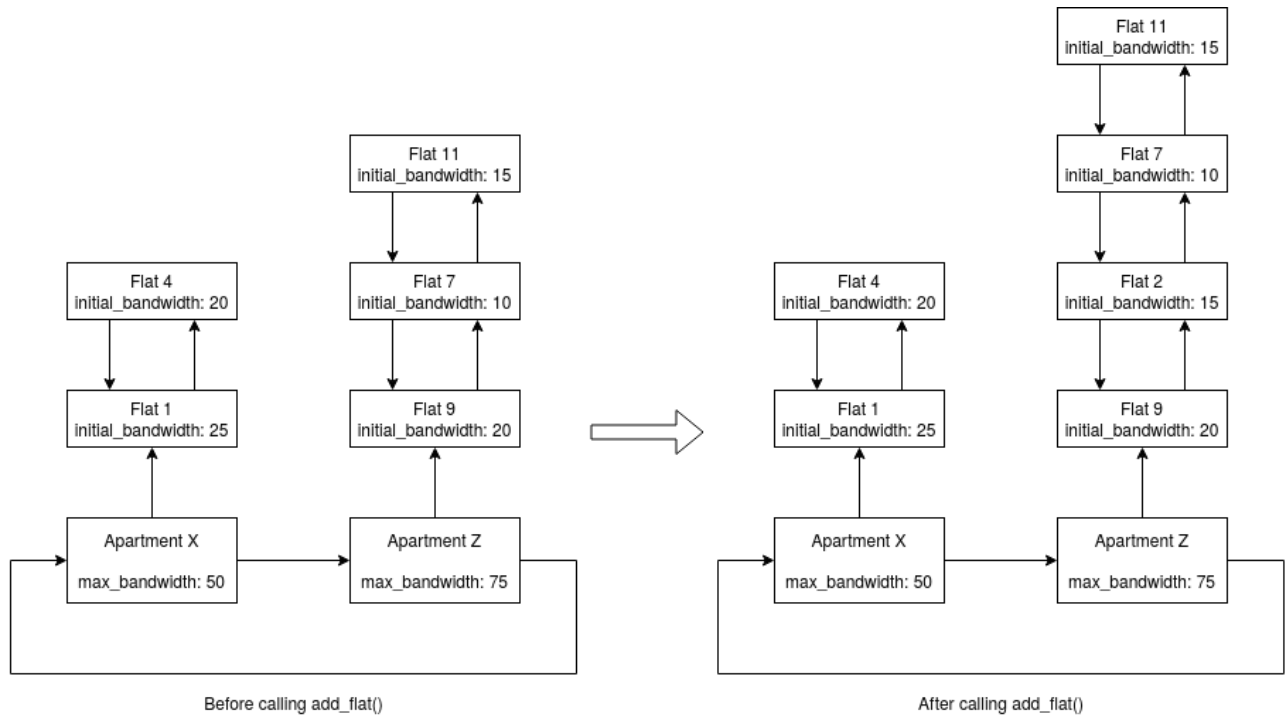 Flat 11
initial_bandwidth: 15
Flat 7
initial_bandwidth: 10
Flat 4
initial_bandwidth: 20
Flat 1
initial_bandwidth: 25
Flat 9
initial_bandwidth: 20
Apartment X
max_bandwidth: 50
Apartment Z
max_bandwidth: 75
Before calling add_flat()
Flat 11
initial_bandwidth: 15
Flat 7
initial_bandwidth: 10
Flat 4
initial_bandwidth: 20
Flat 2
initial_bandwidth: 15
Flat 1
initial_bandwidth: 25
Flat 9
initial_bandwidth: 20
Apartment X
max_bandwidth: 50
Apartment Z
max_bandwidth: 75
After calling add_flat()